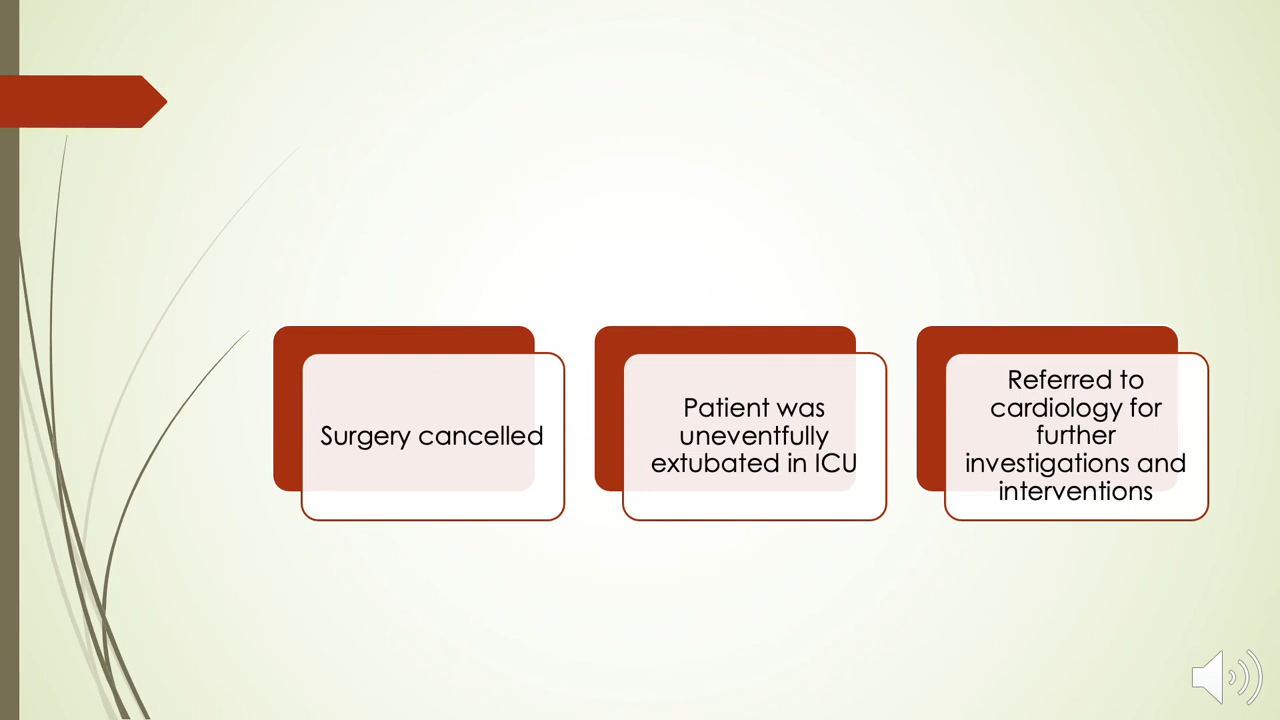 Surgery cancelled
Patient was
uneventfully
extubated in ICU
Referred to
cardiology for
further
investigations and
interventions